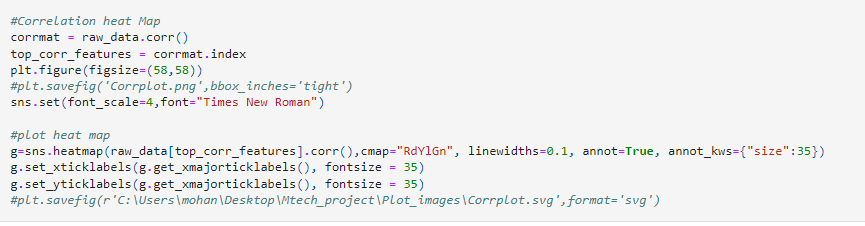 #Correlation heat Map
corrmat = raw_data.corr()
top_corr_features = corrmat.index
plt.figure(figsize=(58,58))
#plt.savefig('Corrplot.png',bbox_inches='tight')
sns.set(font_scale=4,font="Times New Roman")
#plot heat map
g=sns.heatmap(raw_data[top_corr_features].corr(),cmap="RdYlGn", linewidths=0.1, annot=True, annot_kws={"size":35})
g.set_xticklabels(g.get_xmajorticklabels(), fontsize = 35)
g.set_yticklabels(g.get_xmajorticklabels(), fontsize = 35)
#plt.savefig(r'C:\Users\mohan\Desktop\Mtech_project\Plot_images\Corrplot.svg',format='svg')